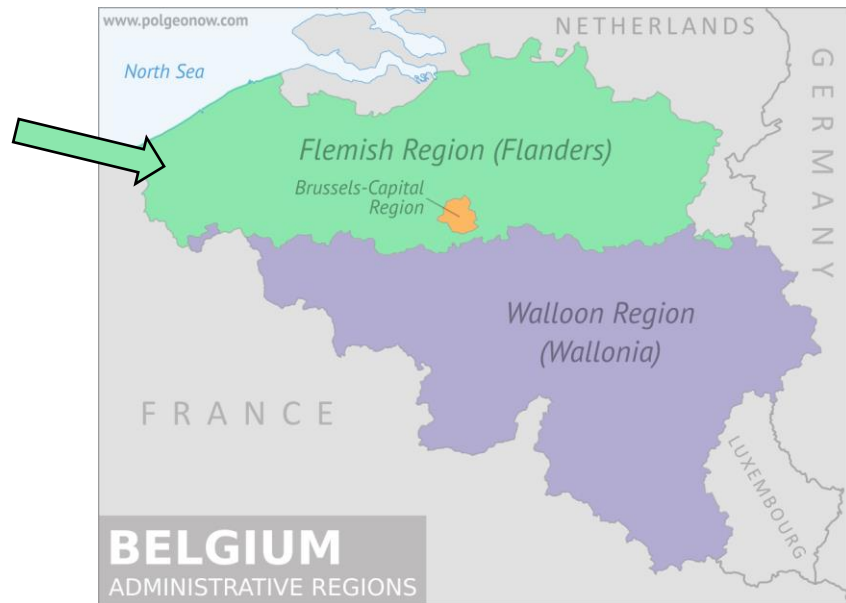 www.polgeonow.com
NETHERLANDS
North Sea
GERMANY
Flemish Region (Flanders)
Brussels-Capital
Region
Walloon Region
(Wallonia)
FRANCE
LUXEMBOURG
BELGIUM
ADMINISTRATIVE REGIONS